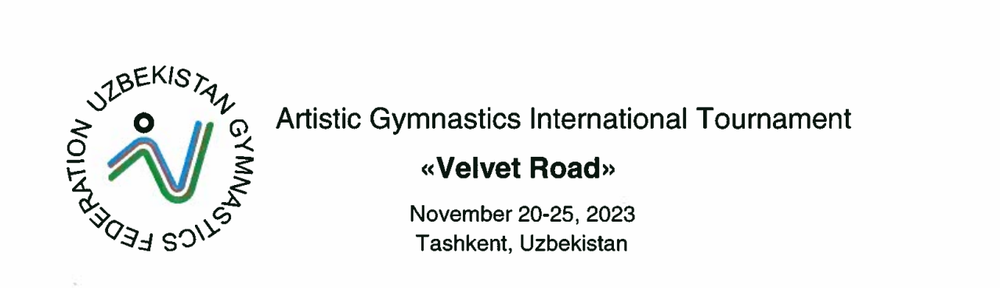 UZBEKISTAN GYMNASTICS FEDERATION
Artistic Gymnastics International Tournament
«Velvet Road»
November 20-25, 2023
Tashkent, Uzbekistan